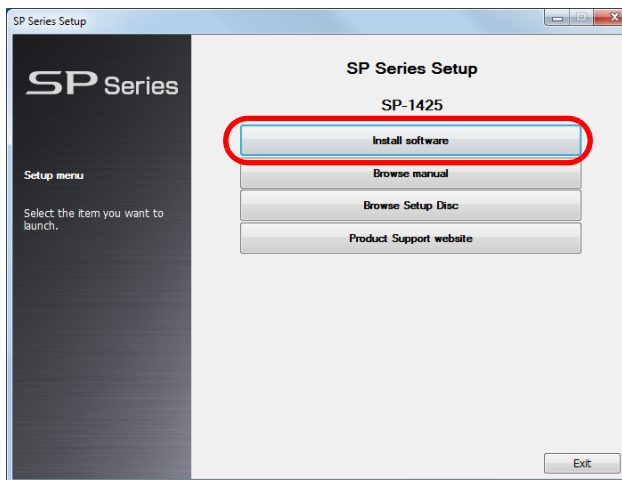 SP Series Setup
SP Series
Setup menu
Select the item you want to
launch.
SP Series Setup
SP-1425
Install software
Browse manual
Browse Setup Disc
Product Support website
Exit